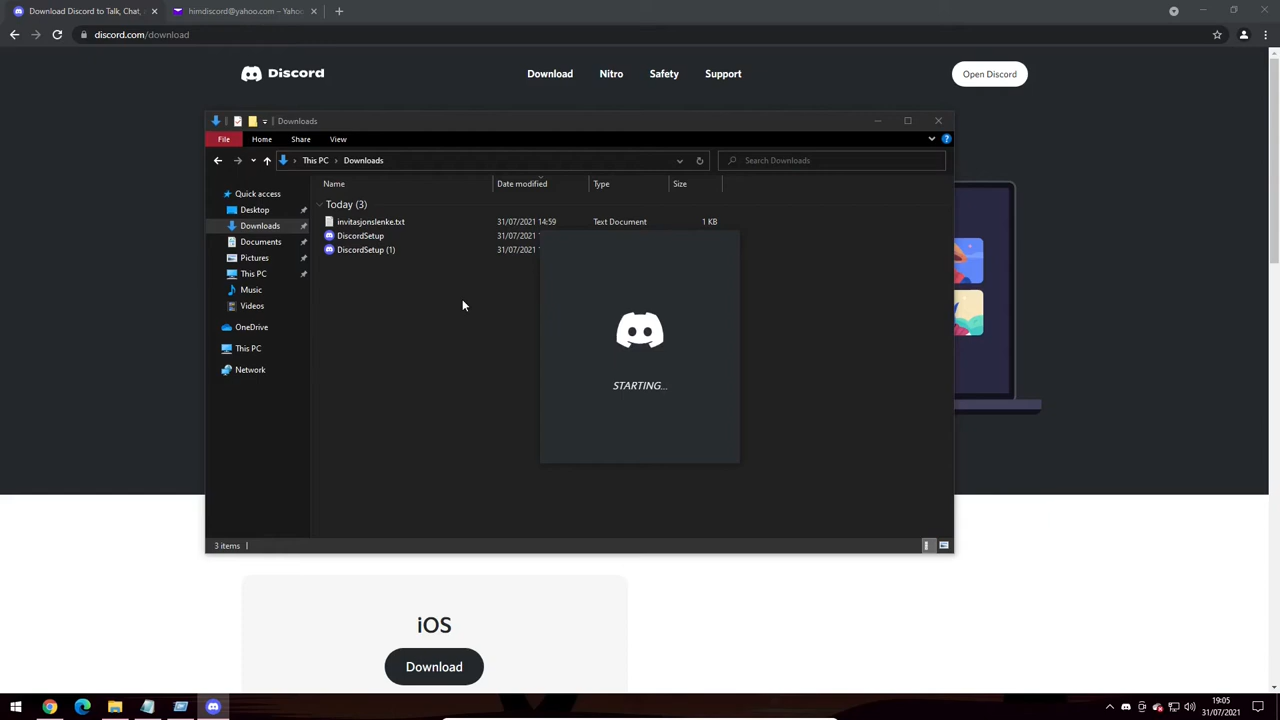 Download Discord to Talk, Chat,
himdiscord@yahoo.com – Yahoo
discord.com/download
Discord
Download
Nitro
Safety
Support
Open Discord
Downloads
File
Home
Share
View
This PC
Downloads
Search Downloads
Name
Date modified
Type
Size
Quick access
Desktop
Downloads
Documents
Pictures
This PC
Music
Videos
OneDrive
This PC
Network
Today (3)
invitasjonslenke.txt 31/07/2021 14:59 Text Document 1 KB
DiscordSetup 31/07/2021
DiscordSetup (1) 31/07/2021
STARTING...
3 items
iOS
Download
19:05
31/07/2021